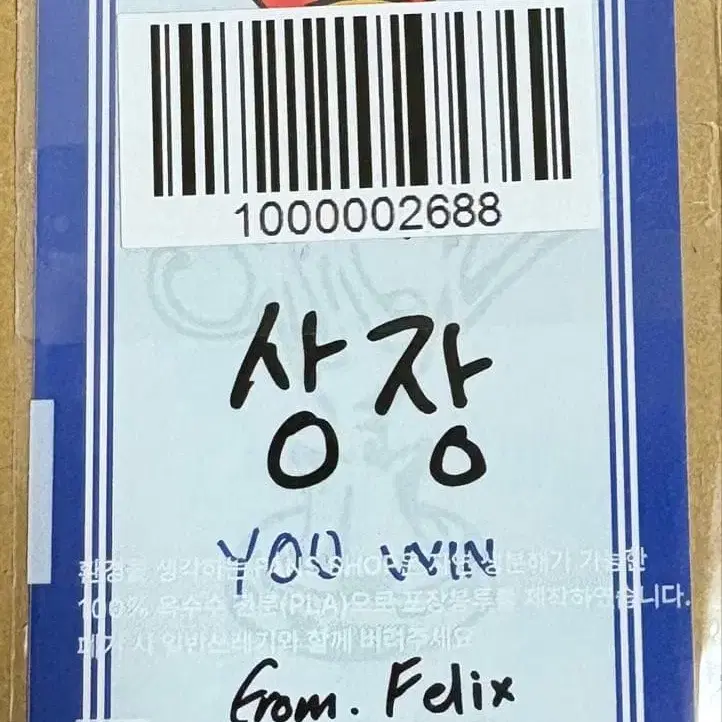 1000002688
상장
YOU WIN
환경을 생각하는 FANS SHOP은 자연 생분해가 가능한
100% 옥수수 전분(PLA)으로 포장봉투를 제작하였습니다.
폐기 시 일반쓰레기와 함께 버려주세요
From. Felix